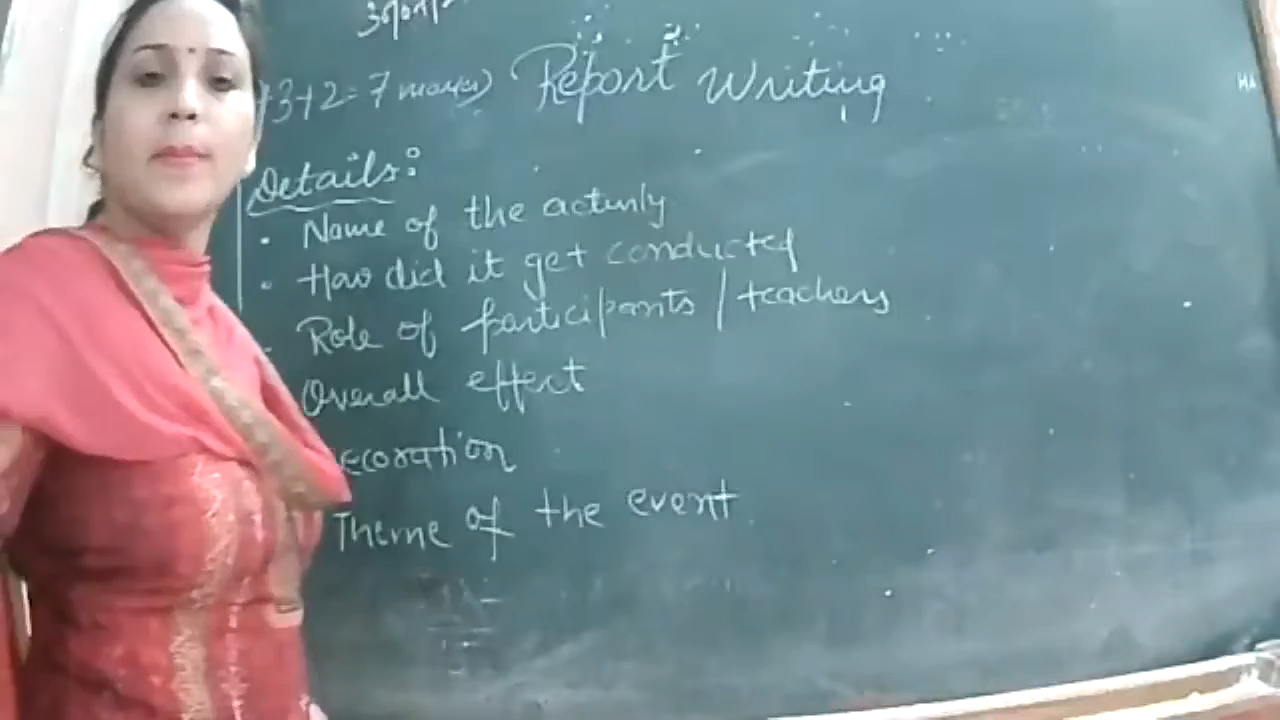 +3+2=7 marks) Report Writing
Details:
• Name of the activity
• How did it get conducted
Role of participants / teachers
Overall effect
ecoration
Theme of the event